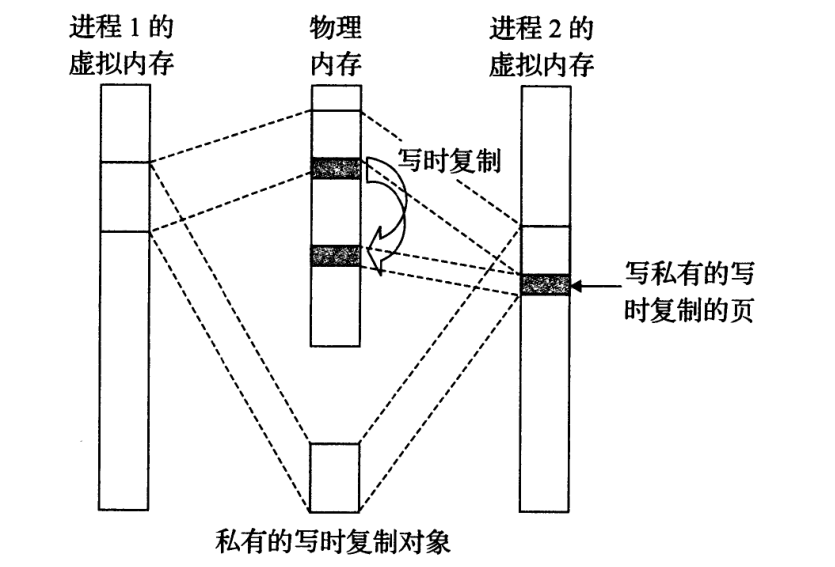 进程 1 的
虚拟内存
物理
内存
进程 2 的
虚拟内存
写时复制
写私有的写
时复制的页
私有的写时复制对象